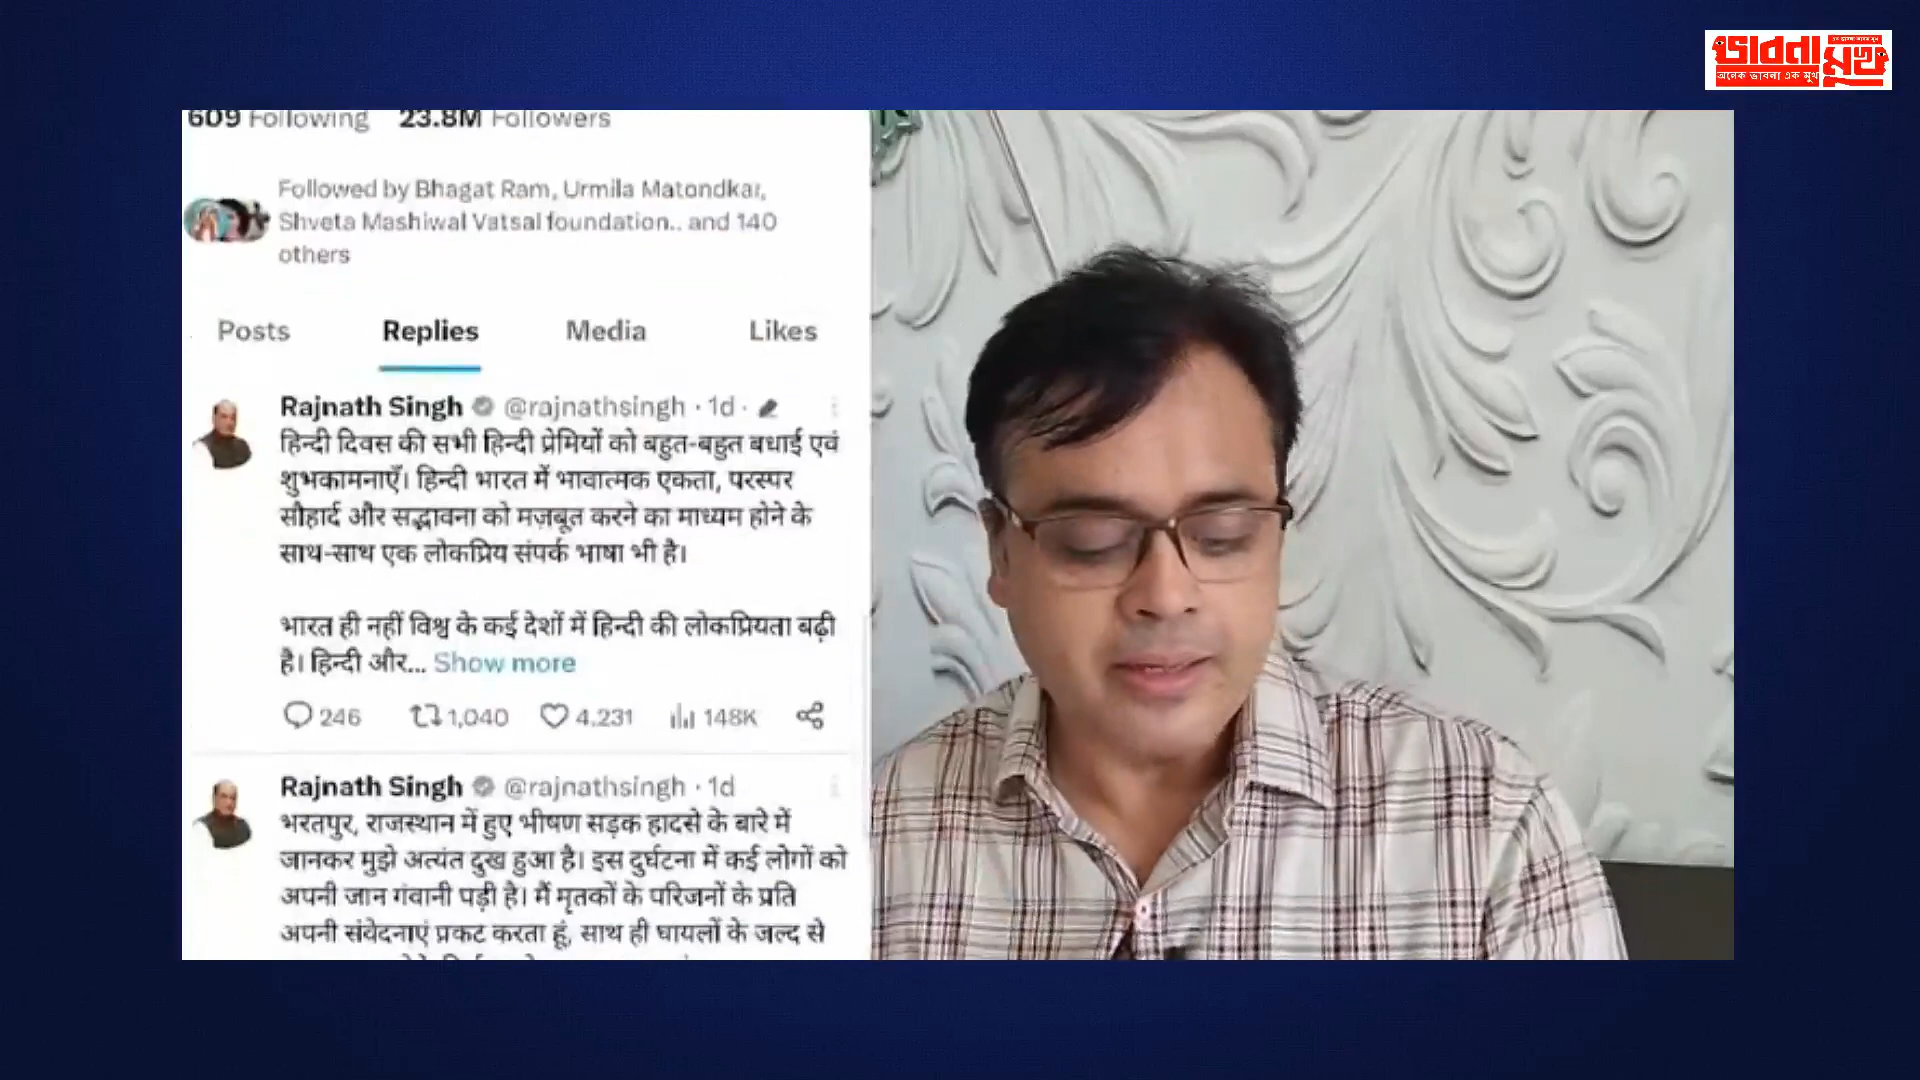 609 Following 23.8M Followers
Followed by Bhagat Ram, Urmila Matondkar,
Shveta Mashiwal Vatsal foundation.. and 140
others
Posts Replies Media Likes
Rajnath Singh @rajnathsingh · 1d ·
हिन्दी दिवस की सभी हिन्दी प्रेमियों को बहुत-बहुत बधाई एवं
शुभकामनाएँ। हिन्दी भारत में भावात्मक एकता, परस्पर
सौहार्द और सद्भावना को मज़बूत करने का माध्यम होने के
साथ-साथ एक लोकप्रिय संपर्क भाषा भी है।
भारत ही नहीं विश्व के कई देशों में हिन्दी की लोकप्रियता बढ़ी
है। हिन्दी और... Show more
246 1,040 4,231 148K
Rajnath Singh @rajnathsingh · 1d
भरतपुर, राजस्थान में हुए भीषण सड़क हादसे के बारे में
जानकर मुझे अत्यंत दुख हुआ है। इस दुर्घटना में कई लोगों को
अपनी जान गंवानी पड़ी है। मैं मृतकों के परिजनों के प्रति
अपनी संवेदनाएं प्रकट करता हूं, साथ ही घायलों के जल्द से
ভাবনা মুখ
অনেক ভাবনা এক মুখ